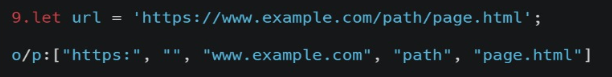 9.let url = 'https://www.example.com/path/page.html';
o/p:["https:", "", "www.example.com", "path", "page.html"]